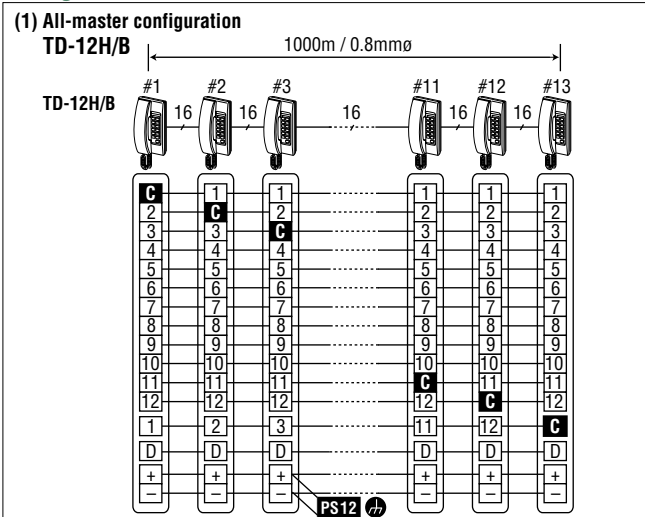 (1) All-master configuration
TD-12H/B
1000m / 0.8mmø
#1 #2 #3 #11 #12 #13
TD-12H/B
16 16 16 16 16
C 1 1 1 1 1
2 C 2 2 2 2
3 3 C 3 3 3
4 4 4 4 4 4
5 5 5 5 5 5
6 6 6 6 6 6
7 7 7 7 7 7
8 8 8 8 8 8
9 9 9 9 9 9
10 10 10 10 10 10
11 11 11 C 11 11
12 12 12 12 C 12
1 2 3 11 12 C
D D D D D D
+ + + + + +
– – – – – –
PS12